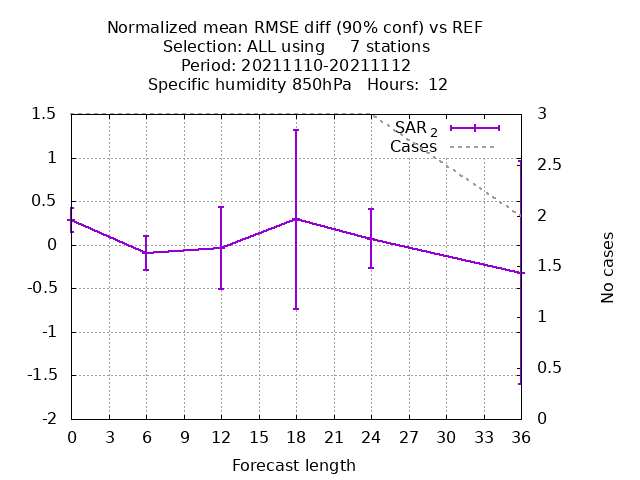 Normalized mean RMSE diff (90% conf) vs REF
Selection: ALL using     7 stations
Period: 20211110-20211112
Specific humidity 850hPa   Hours:  12
SAR 2
Cases
1.5
1
0.5
0
-0.5
-1
-1.5
-2
3
2.5
2
1.5
1
0.5
0
No cases
0 3 6 9 12 15 18 21 24 27 30 33 36
Forecast length